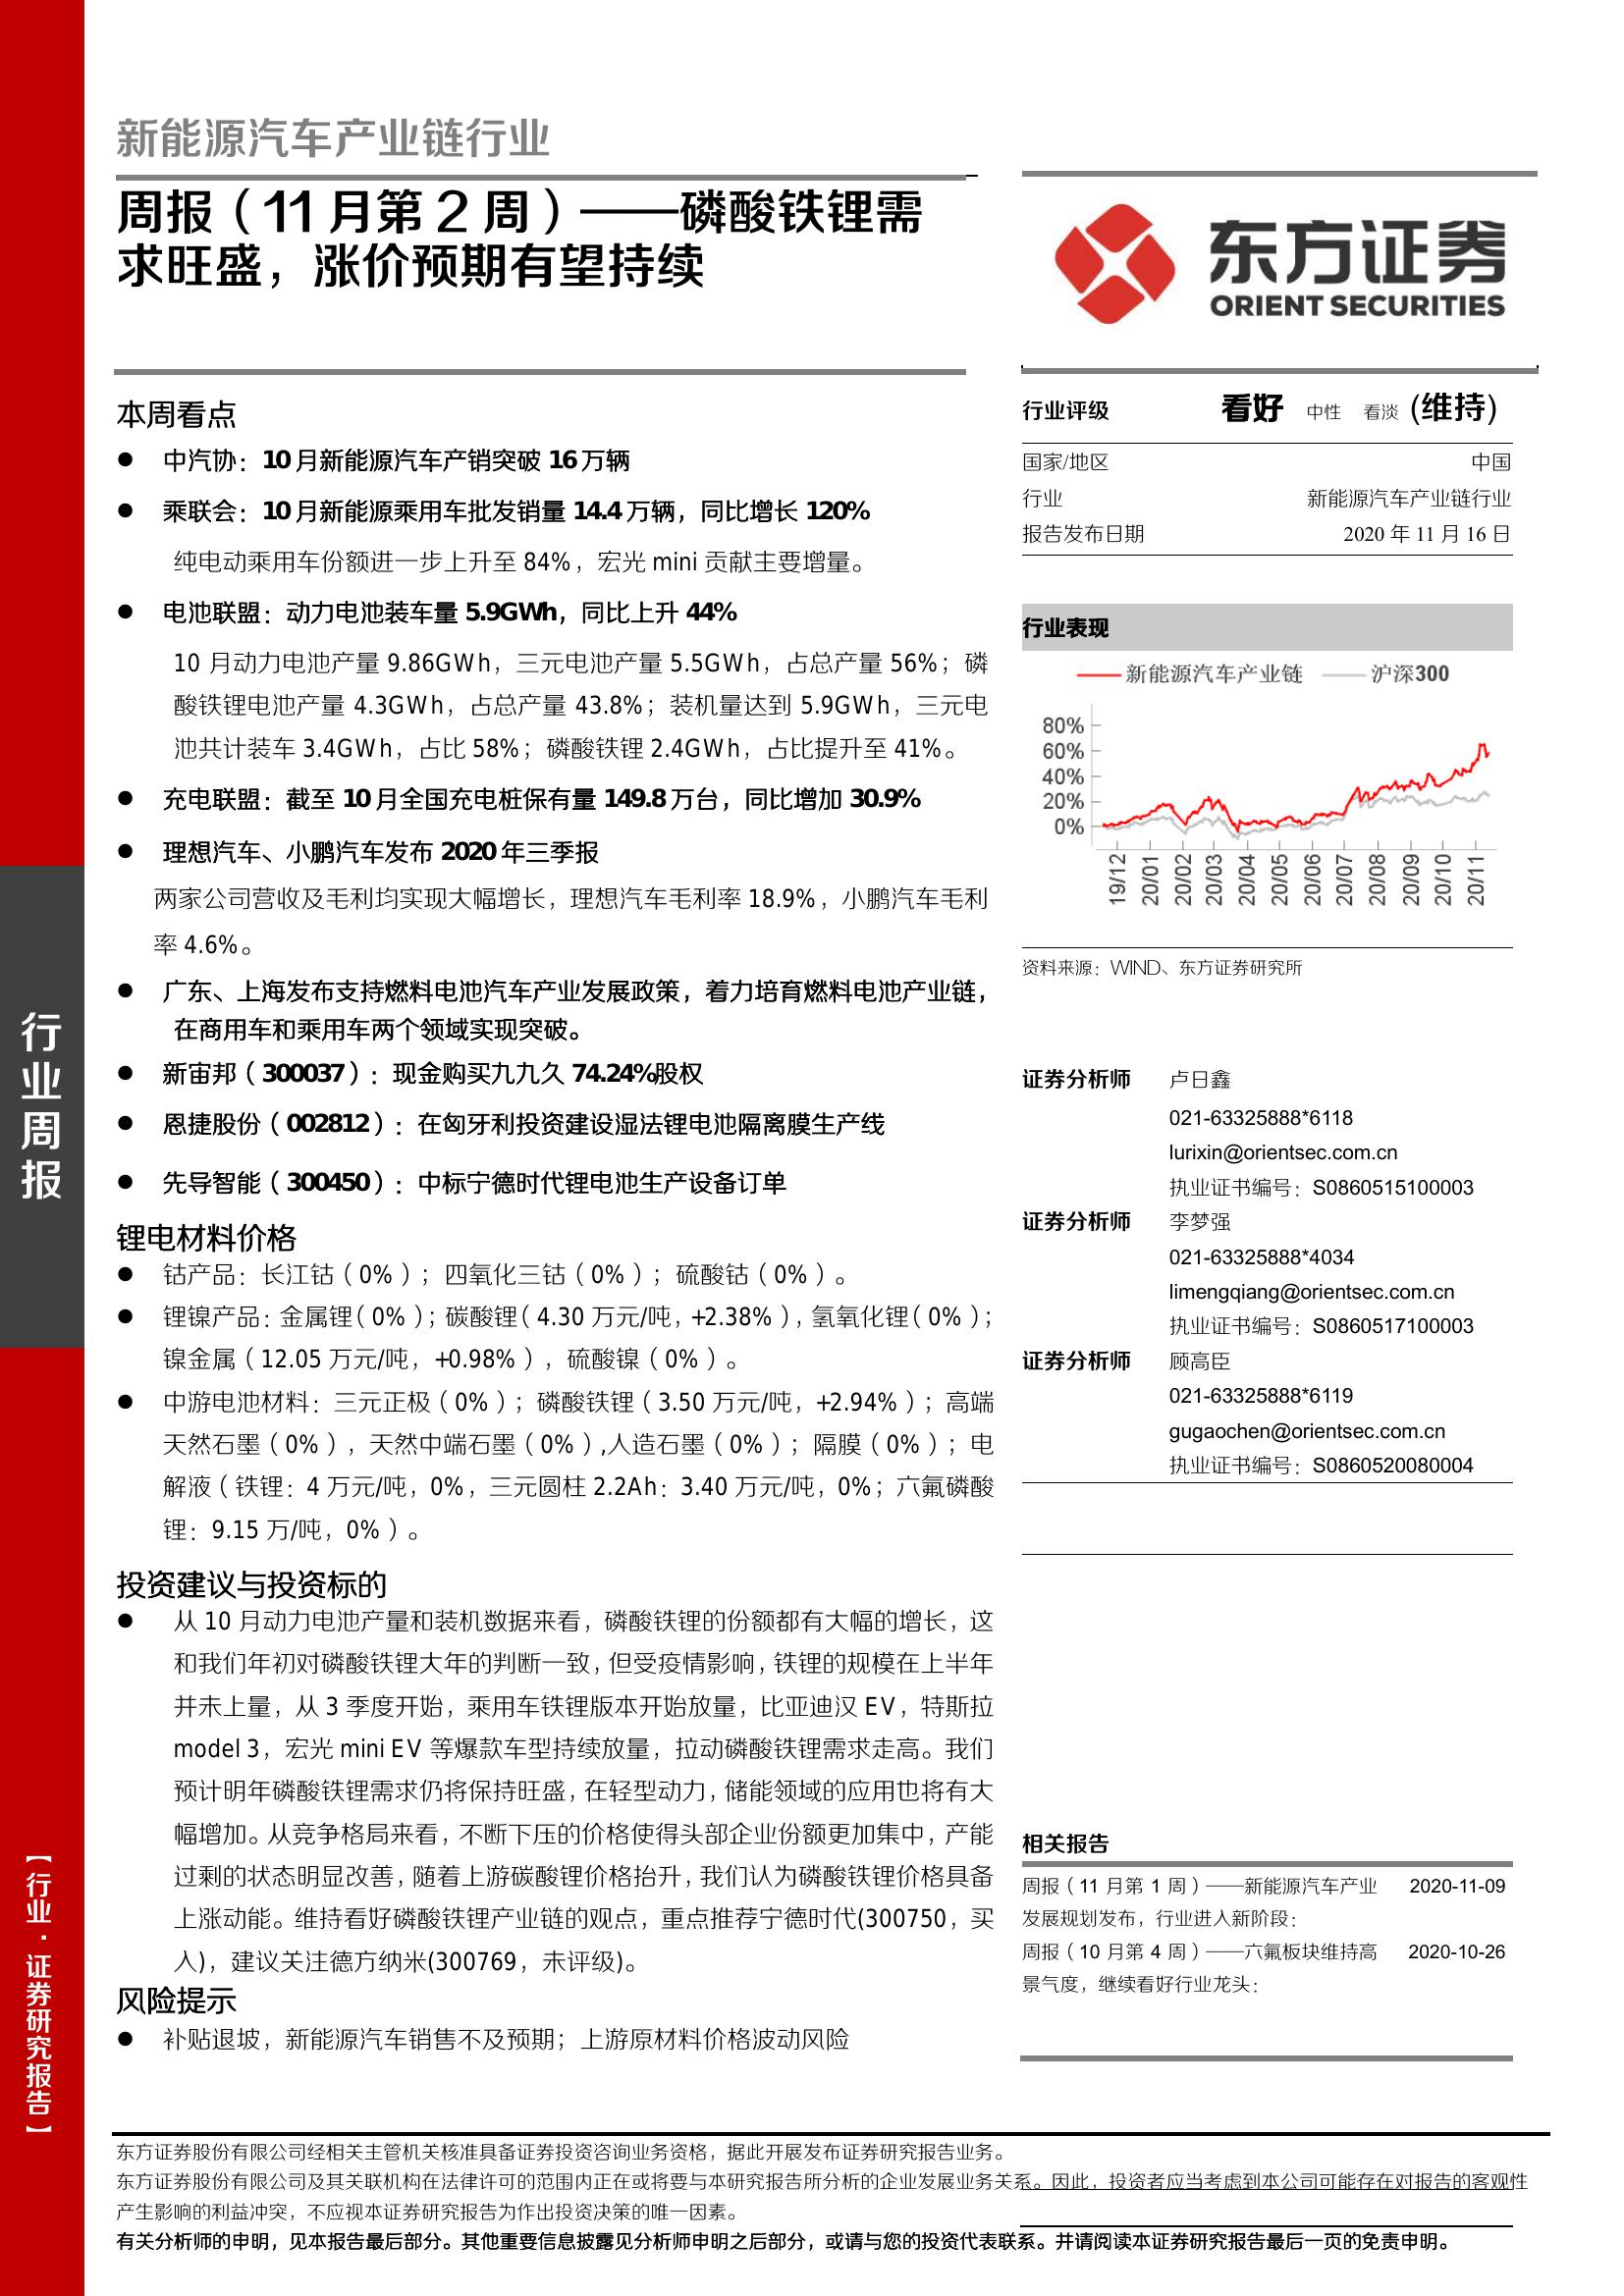 新能源汽车产业链行业
周报（11 月第 2 周）——磷酸铁锂需
求旺盛，涨价预期有望持续
东方证券
ORIENT SECURITIES
本周看点
● 中汽协：10 月新能源汽车产销突破 16 万辆
● 乘联会：10 月新能源乘用车批发销量 14.4 万辆，同比增长 120%
纯电动乘用车份额进一步上升至 84%，宏光 mini 贡献主要增量。
● 电池联盟：动力电池装车量 5.9GWh，同比上升 44%
10 月动力电池产量 9.86GWh，三元电池产量 5.5GWh，占总产量 56%；磷
酸铁锂电池产量 4.3GWh，占总产量 43.8%；装机量达到 5.9GWh，三元电
池共计装车 3.4GWh，占比 58%；磷酸铁锂 2.4GWh，占比提升至 41%。
● 充电联盟：截至 10 月全国充电桩保有量 149.8 万台，同比增加 30.9%
● 理想汽车、小鹏汽车发布 2020 年三季报
两家公司营收及毛利均实现大幅增长，理想汽车毛利率 18.9%，小鹏汽车毛利
率 4.6%。
● 广东、上海发布支持燃料电池汽车产业发展政策，着力培育燃料电池产业链，
在商用车和乘用车两个领域实现突破。
● 新宙邦（300037）：现金购买九九久 74.24%股权
● 恩捷股份（002812）：在匈牙利投资建设湿法锂电池隔离膜生产线
● 先导智能（300450）：中标宁德时代锂电池生产设备订单
锂电材料价格
● 钴产品：长江钴（0%）；四氧化三钴（0%）；硫酸钴（0%）。
● 锂镍产品：金属锂（0%）；碳酸锂（4.30 万元/吨，+2.38%），氢氧化锂（0%）；
镍金属（12.05 万元/吨，+0.98%），硫酸镍（0%）。
● 中游电池材料：三元正极（0%）；磷酸铁锂（3.50 万元/吨，+2.94%）；高端
天然石墨（0%），天然中端石墨（0%）,人造石墨（0%）；隔膜（0%）；电
解液（铁锂：4 万元/吨，0%，三元圆柱 2.2Ah：3.40 万元/吨，0%；六氟磷酸
锂：9.15 万/吨，0%）。
投资建议与投资标的
● 从 10 月动力电池产量和装机数据来看，磷酸铁锂的份额都有大幅的增长，这
和我们年初对磷酸铁锂大年的判断一致，但受疫情影响，铁锂的规模在上半年
并未上量，从 3 季度开始，乘用车铁锂版本开始放量，比亚迪汉 EV，特斯拉
model 3，宏光 mini EV 等爆款车型持续放量，拉动磷酸铁锂需求走高。我们
预计明年磷酸铁锂需求仍将保持旺盛，在轻型动力，储能领域的应用也将有大
幅增加。从竞争格局来看，不断下压的价格使得头部企业份额更加集中，产能
过剩的状态明显改善，随着上游碳酸锂价格抬升，我们认为磷酸铁锂价格具备
上涨动能。维持看好磷酸铁锂产业链的观点，重点推荐宁德时代(300750，买
入)，建议关注德方纳米(300769，未评级)。
风险提示
● 补贴退坡，新能源汽车销售不及预期；上游原材料价格波动风险
行业评级 看好 中性 看淡 (维持)
国家/地区 中国
行业 新能源汽车产业链行业
报告发布日期 2020 年 11 月 16 日
行业表现
新能源汽车产业链 沪深300
80%
60%
40%
20%
0%
19/12 20/01 20/02 20/03 20/04 20/05 20/06 20/07 20/08 20/09 20/10 20/11
资料来源：WIND、东方证券研究所
证券分析师 卢日鑫
021-63325888*6118
lurixin@orientsec.com.cn
执业证书编号：S0860515100003
证券分析师 李梦强
021-63325888*4034
limengqiang@orientsec.com.cn
执业证书编号：S0860517100003
证券分析师 顾高臣
021-63325888*6119
gugaochen@orientsec.com.cn
执业证书编号：S0860520080004
相关报告
周报（11 月第 1 周）——新能源汽车产业 2020-11-09
发展规划发布，行业进入新阶段：
周报（10 月第 4 周）——六氟板块维持高 2020-10-26
景气度，继续看好行业龙头：
行业周报
【行业·证券研究报告】
东方证券股份有限公司经相关主管机关核准具备证券投资咨询业务资格，据此开展发布证券研究报告业务。
东方证券股份有限公司及其关联机构在法律许可的范围内正在或将要与本研究报告所分析的企业发展业务关系。因此，投资者应当考虑到本公司可能存在对报告的客观性
产生影响的利益冲突，不应视本证券研究报告为作出投资决策的唯一因素。
有关分析师的申明，见本报告最后部分。其他重要信息披露见分析师申明之后部分，或请与您的投资代表联系。并请阅读本证券研究报告最后一页的免责申明。